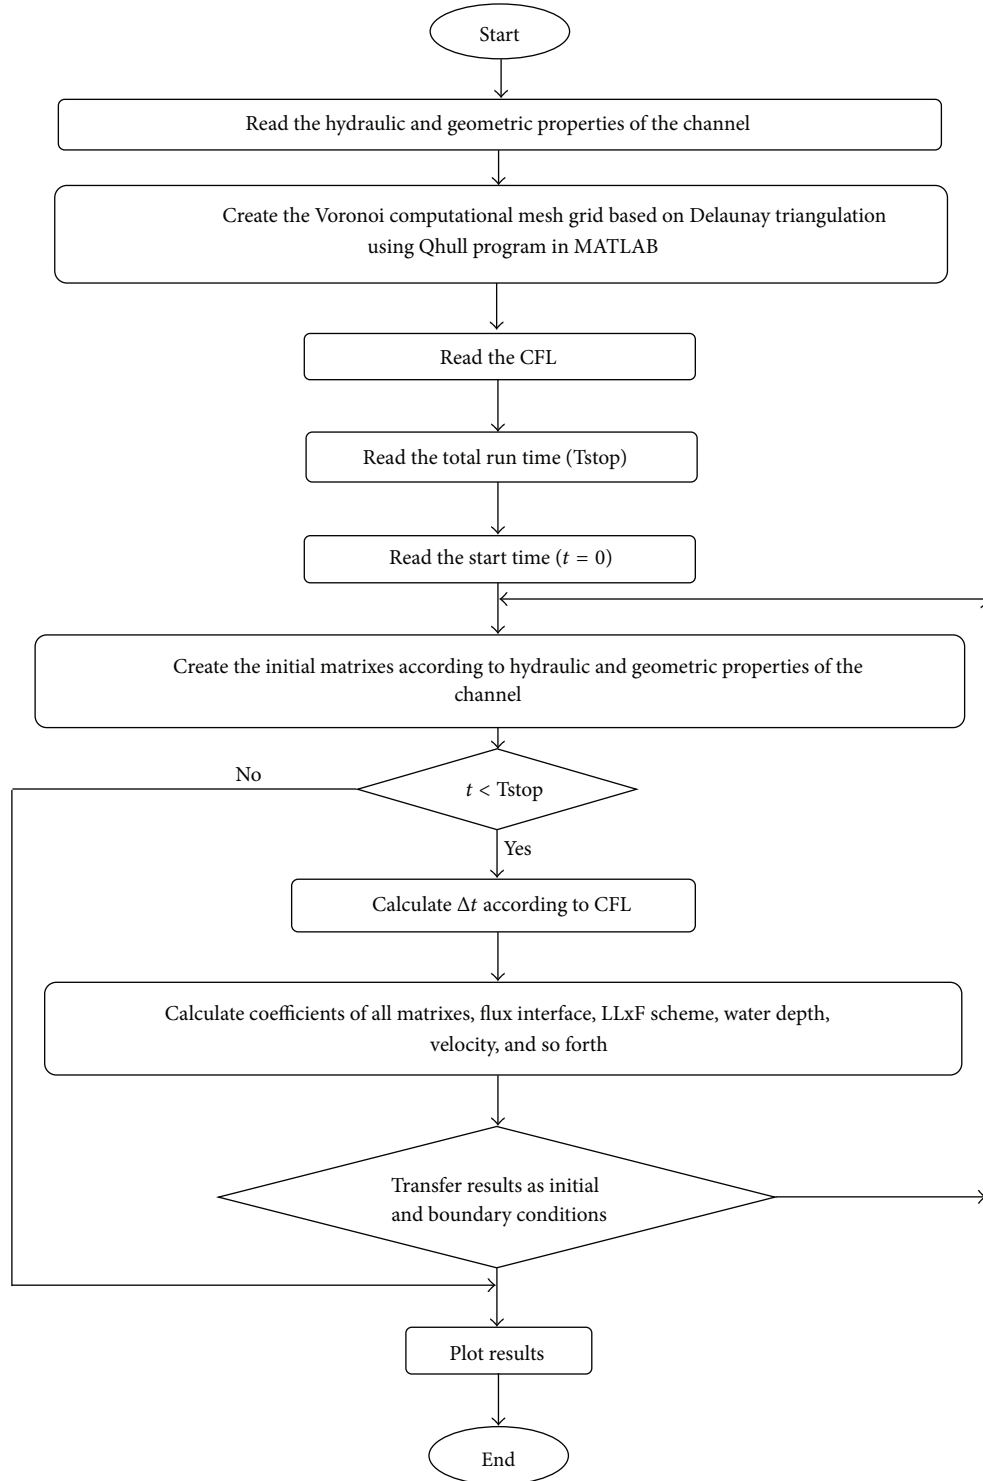 Start
Read the hydraulic and geometric properties of the channel
Create the Voronoi computational mesh grid based on Delaunay triangulation
using Qhull program in MATLAB
Read the CFL
Read the total run time (Tstop)
Read the start time (t = 0)
Create the initial matrixes according to hydraulic and geometric properties of the
channel
No
t < Tstop
Yes
Calculate Δt according to CFL
Calculate coefficients of all matrixes, flux interface, LLxF scheme, water depth,
velocity, and so forth
Transfer results as initial
and boundary conditions
Plot results
End